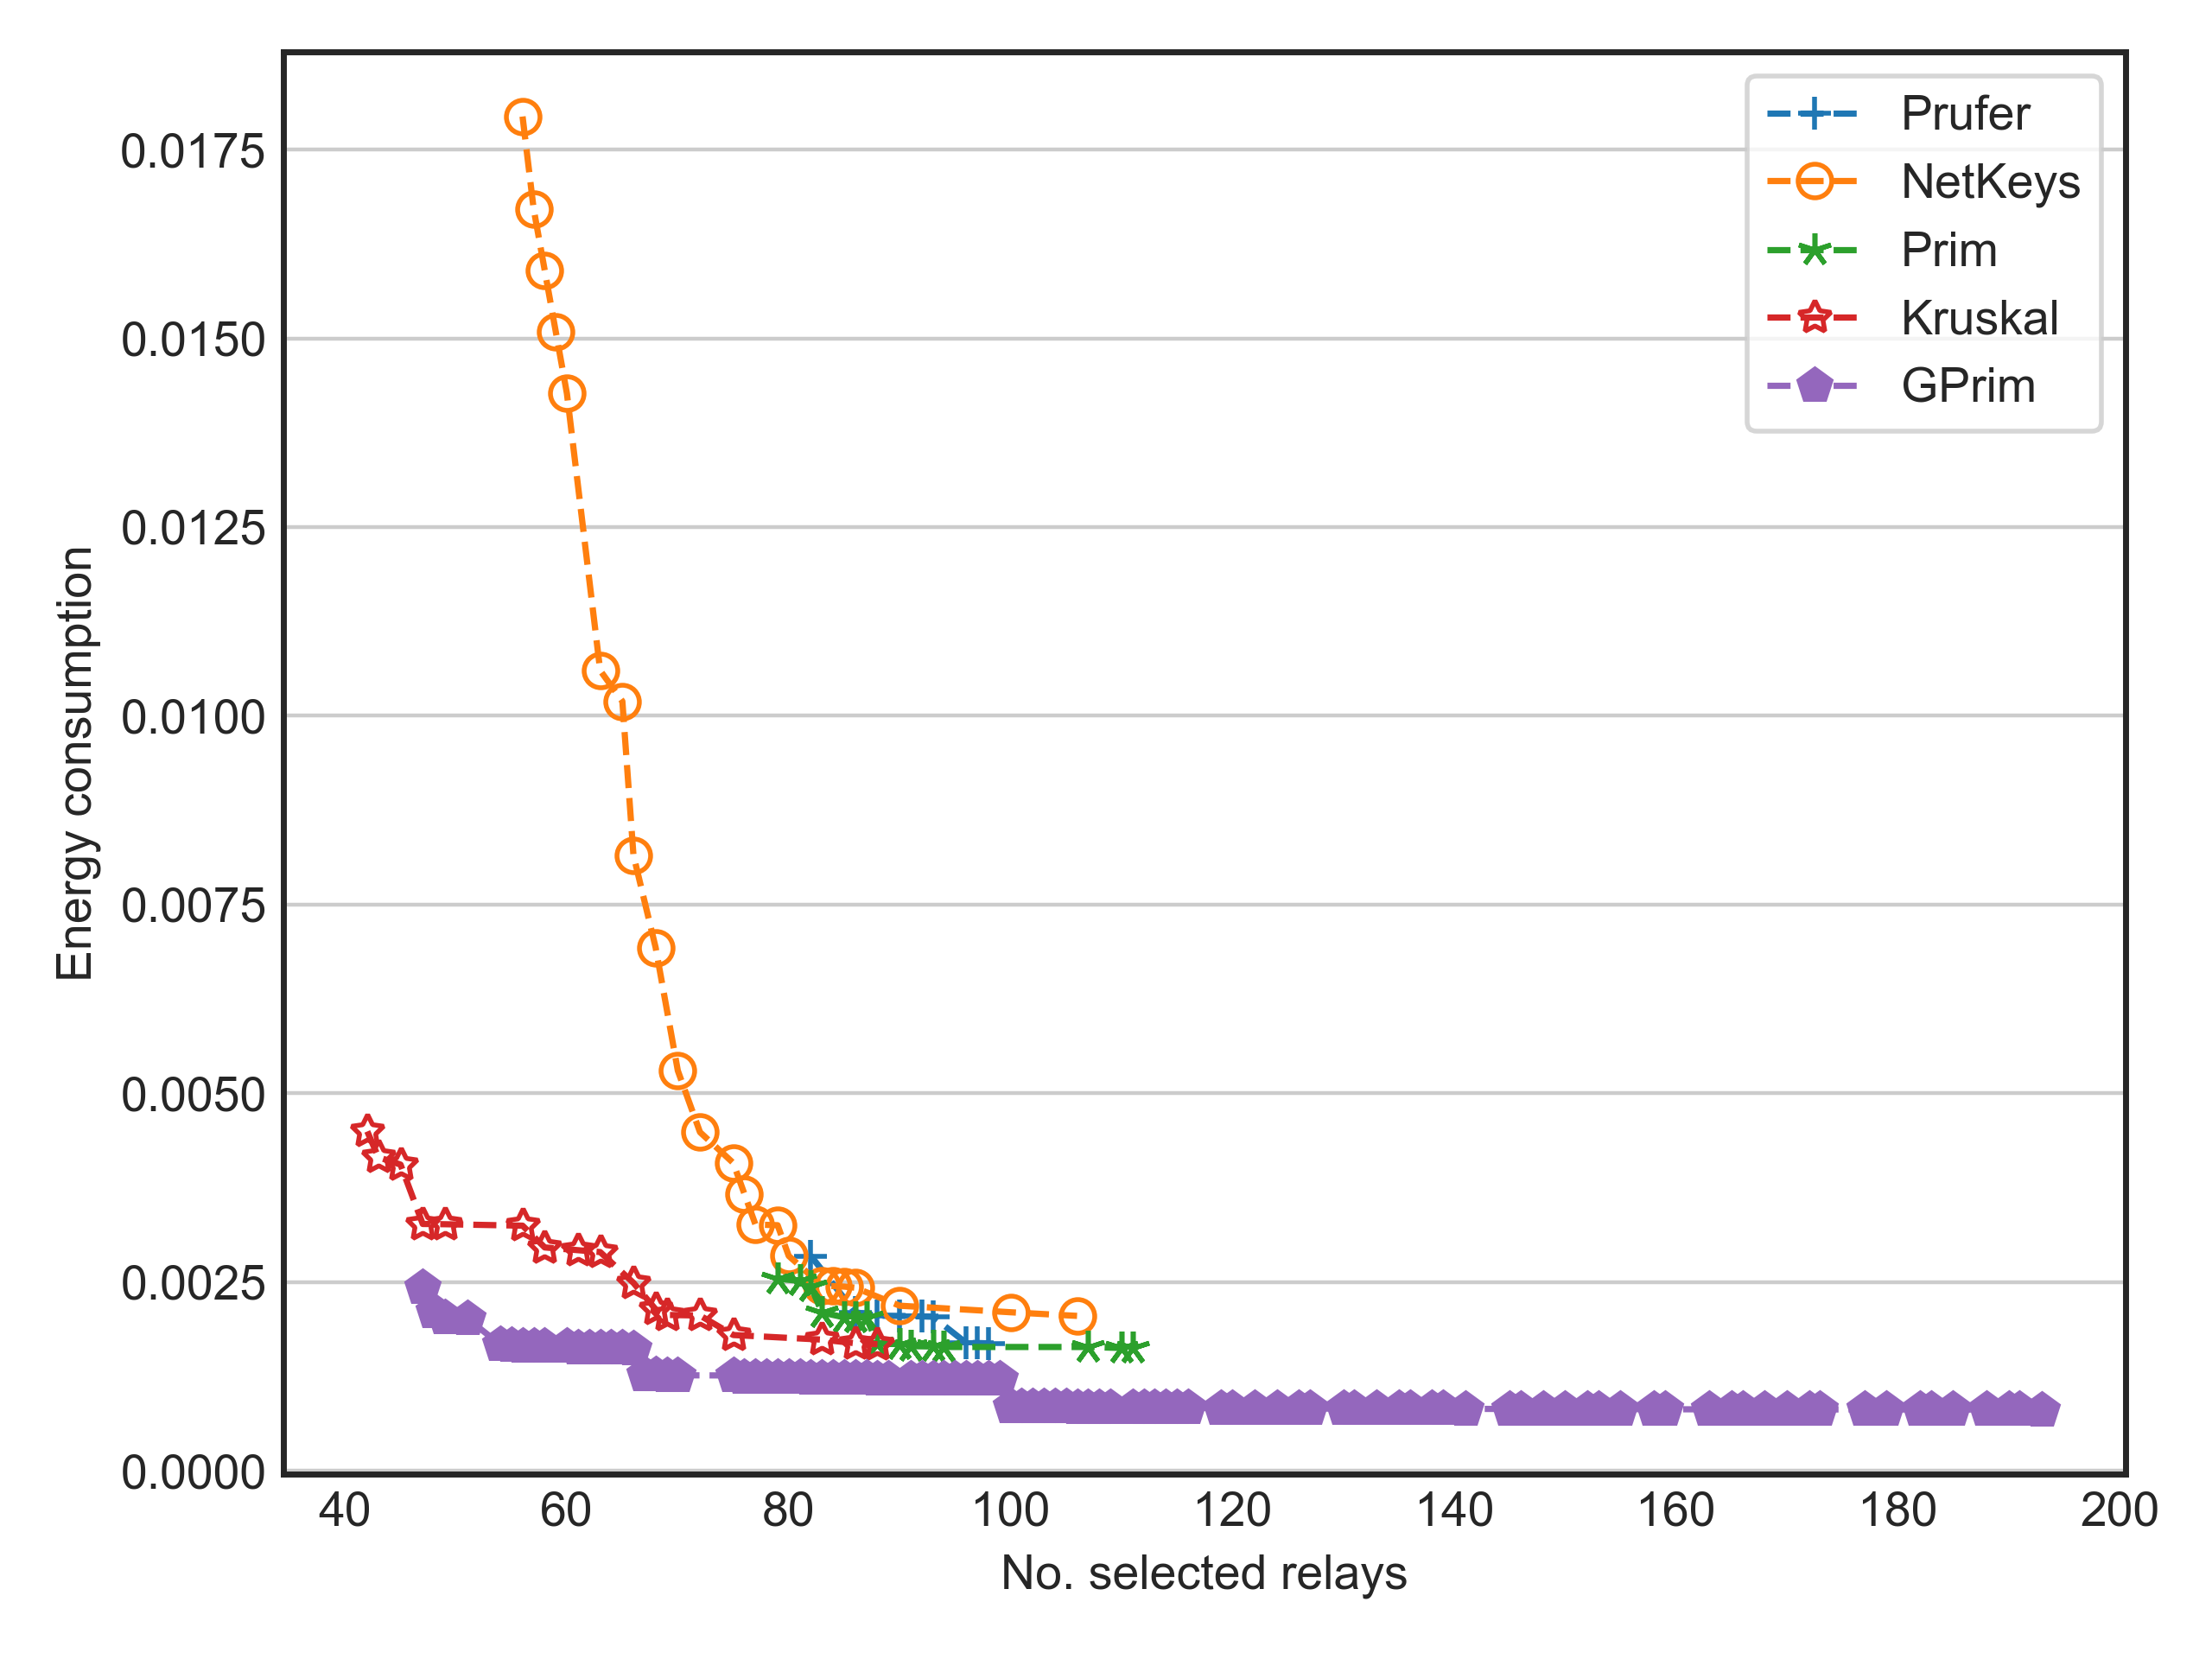 Prufer
NetKeys
Prim
Kruskal
GPrim
0.0175
0.0150
0.0125
0.0100
0.0075
0.0050
0.0025
0.0000
Energy consumption
40 60 80 100 120 140 160 180 200
No. selected relays